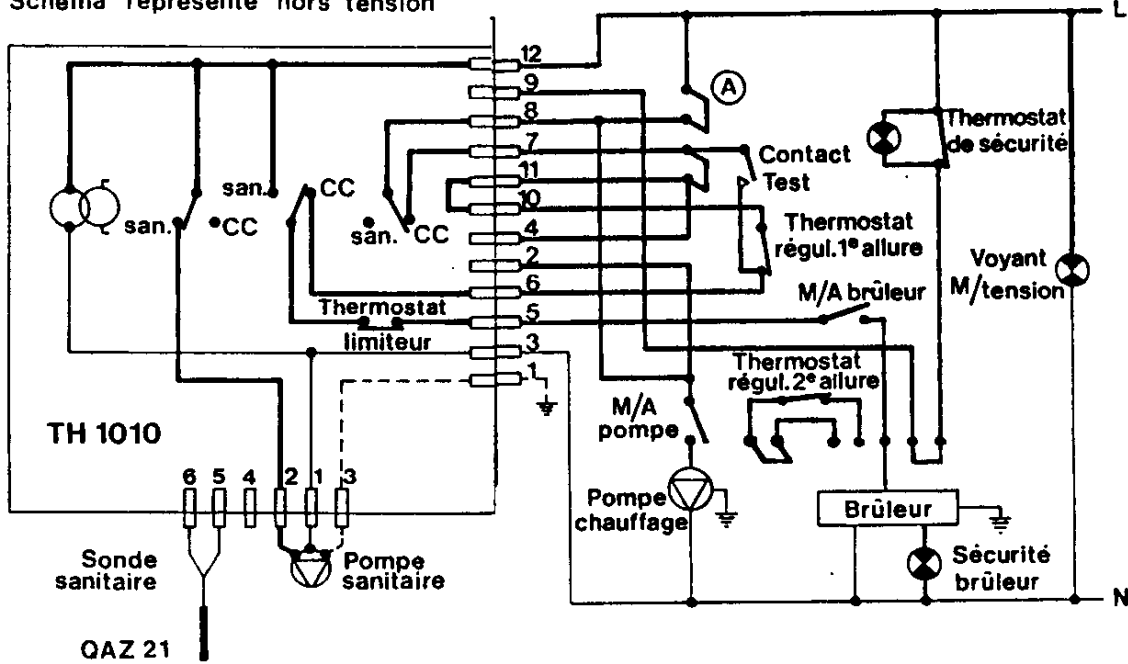 Schéma représenté hors tension
L
12
9
8
7
11
10
4
2
6
5
3
1
A
Contact
Test
Thermostat
de sécurité
Thermostat
régul.1e allure
Voyant
M/tension
M/A brûleur
san.
CC
san.
CC
san.
CC
Thermostat
limiteur
Thermostat
régul.2e allure
M/A
pompe
TH 1010
6 5 4 2 1 3
Pompe
chauffage
Brûleur
Sonde
sanitaire
Pompe
sanitaire
Sécurité
brûleur
N
QAZ 21